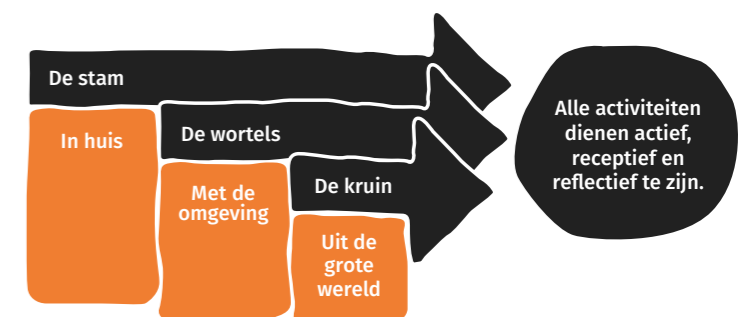 De stam
In huis
De wortels
Met de
omgeving
De kruin
Uit de
grote
wereld
Alle activiteiten
dienen actief,
receptief en
reflectief te zijn.